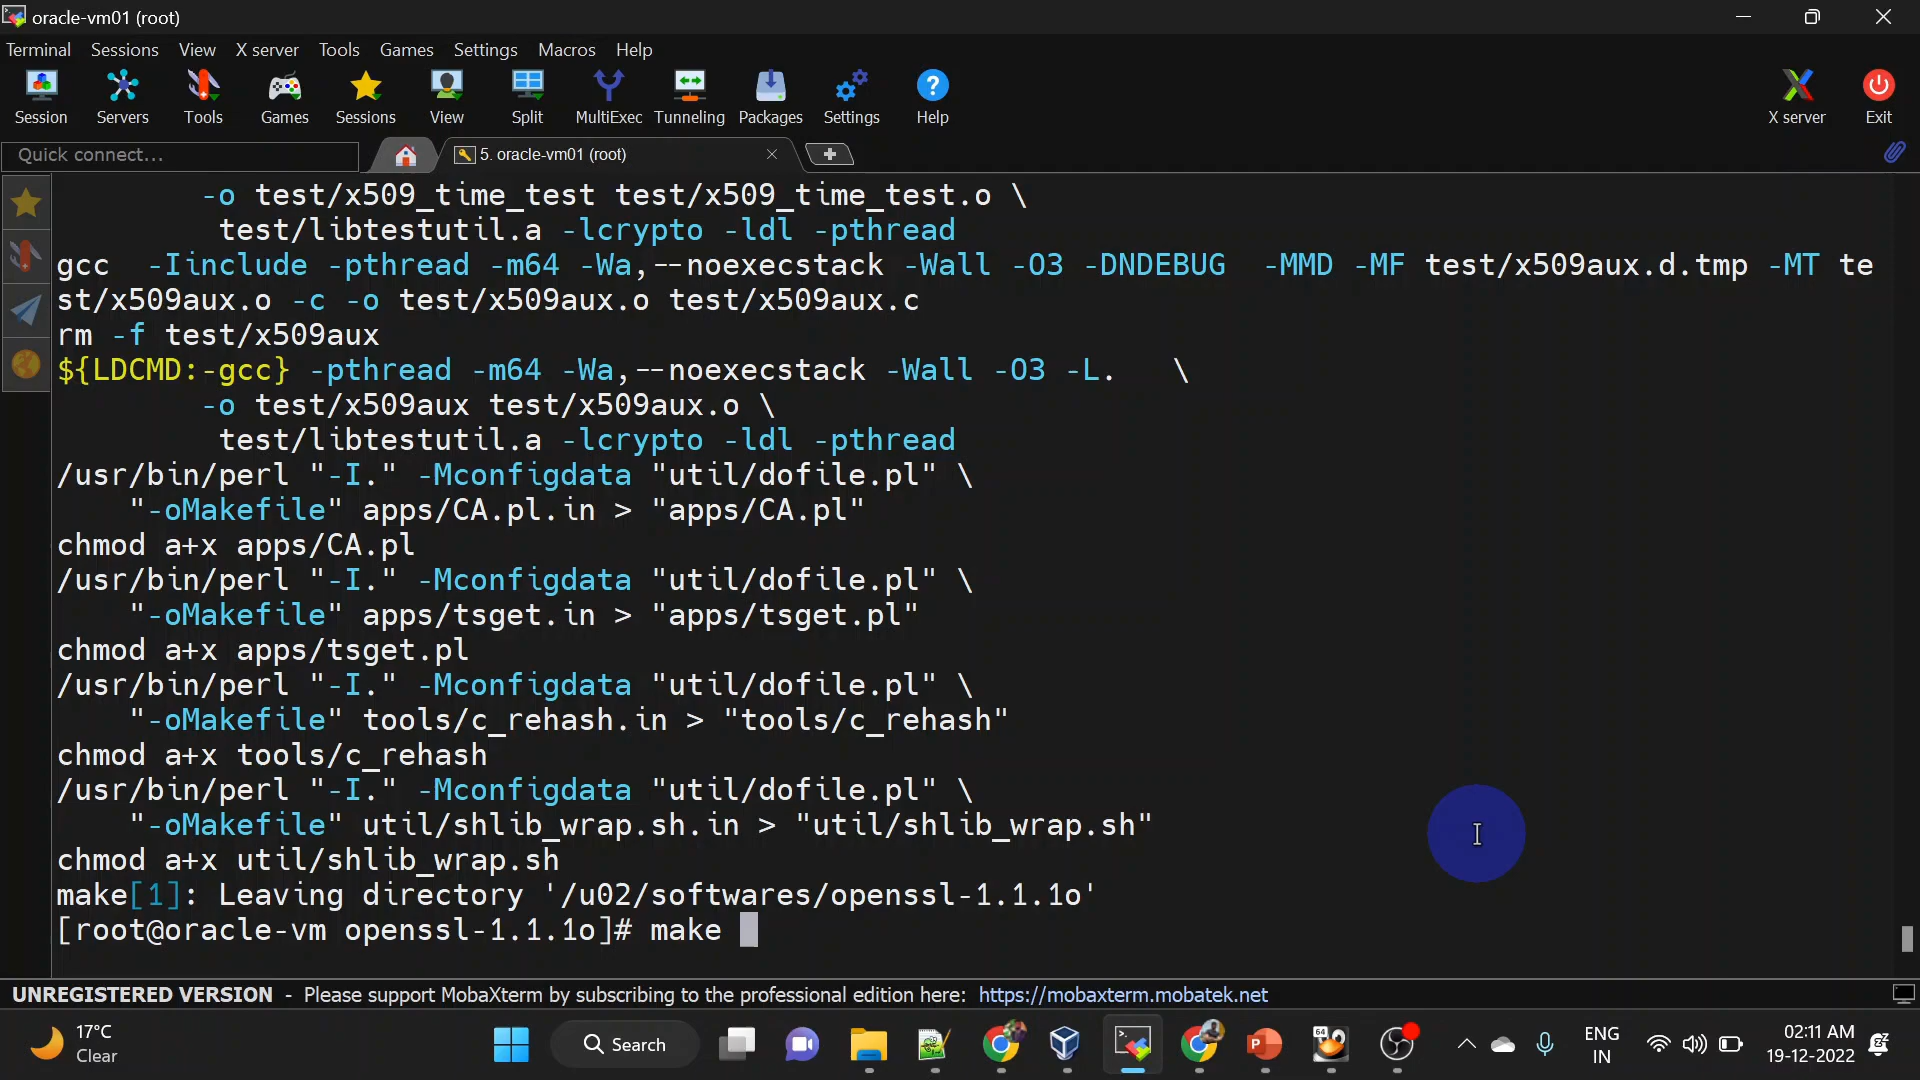 oracle-vm01 (root)
Terminal Sessions View X server Tools Games Settings Macros Help
Session Servers Tools Games Sessions View Split MultiExec Tunneling Packages Settings Help X server Exit
Quick connect... 5. oracle-vm01 (root)
-o test/x509_time_test test/x509_time_test.o \
test/libtestutil.a -lcrypto -ldl -pthread
gcc -Iinclude -pthread -m64 -Wa,--noexecstack -Wall -O3 -DNDEBUG -MMD -MF test/x509aux.d.tmp -MT te
st/x509aux.o -c -o test/x509aux.o test/x509aux.c
rm -f test/x509aux
${LDCMD:-gcc} -pthread -m64 -Wa,--noexecstack -Wall -O3 -L. \
-o test/x509aux test/x509aux.o \
test/libtestutil.a -lcrypto -ldl -pthread
/usr/bin/perl "-I." -Mconfigdata "util/dofile.pl" \
"-oMakefile" apps/CA.pl.in > "apps/CA.pl"
chmod a+x apps/CA.pl
/usr/bin/perl "-I." -Mconfigdata "util/dofile.pl" \
"-oMakefile" apps/tsget.in > "apps/tsget.pl"
chmod a+x apps/tsget.pl
/usr/bin/perl "-I." -Mconfigdata "util/dofile.pl" \
"-oMakefile" tools/c_rehash.in > "tools/c_rehash"
chmod a+x tools/c_rehash
/usr/bin/perl "-I." -Mconfigdata "util/dofile.pl" \
"-oMakefile" util/shlib_wrap.sh.in > "util/shlib_wrap.sh"
chmod a+x util/shlib_wrap.sh
make[1]: Leaving directory '/u02/softwares/openssl-1.1.1o'
[root@oracle-vm openssl-1.1.1o]# make
UNREGISTERED VERSION - Please support MobaXterm by subscribing to the professional edition here: https://mobaxterm.mobatek.net
17°C
Clear
Search
64
P
ENG
IN
02:11 AM
19-12-2022